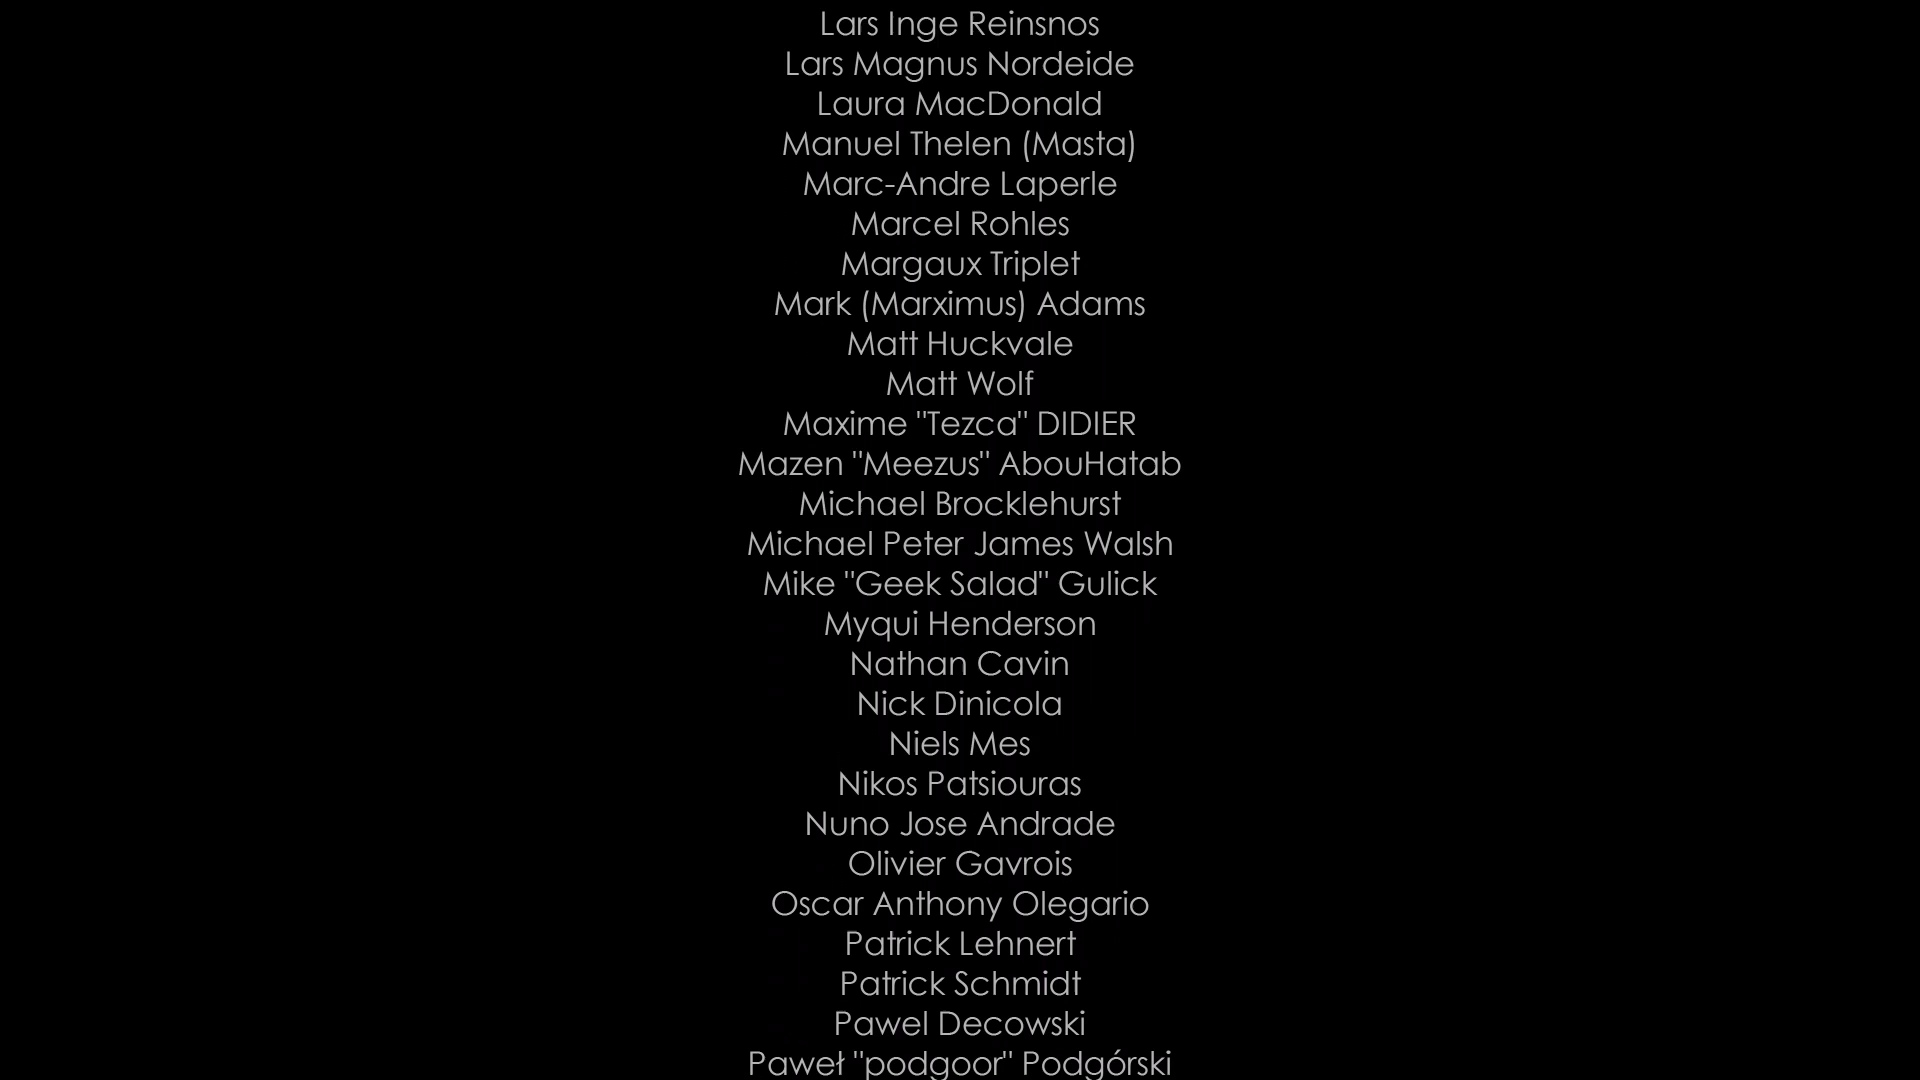 Lars Inge Reinsnos
Lars Magnus Nordeide
Laura MacDonald
Manuel Thelen (Masta)
Marc-Andre Laperle
Marcel Rohles
Margaux Triplet
Mark (Marximus) Adams
Matt Huckvale
Matt Wolf
Maxime "Tezca" DIDIER
Mazen "Meezus" AbouHatab
Michael Brocklehurst
Michael Peter James Walsh
Mike "Geek Salad" Gulick
Myqui Henderson
Nathan Cavin
Nick Dinicola
Niels Mes
Nikos Patsiouras
Nuno Jose Andrade
Olivier Gavrois
Oscar Anthony Olegario
Patrick Lehnert
Patrick Schmidt
Pawel Decowski
Paweł "podgoor" Podgórski